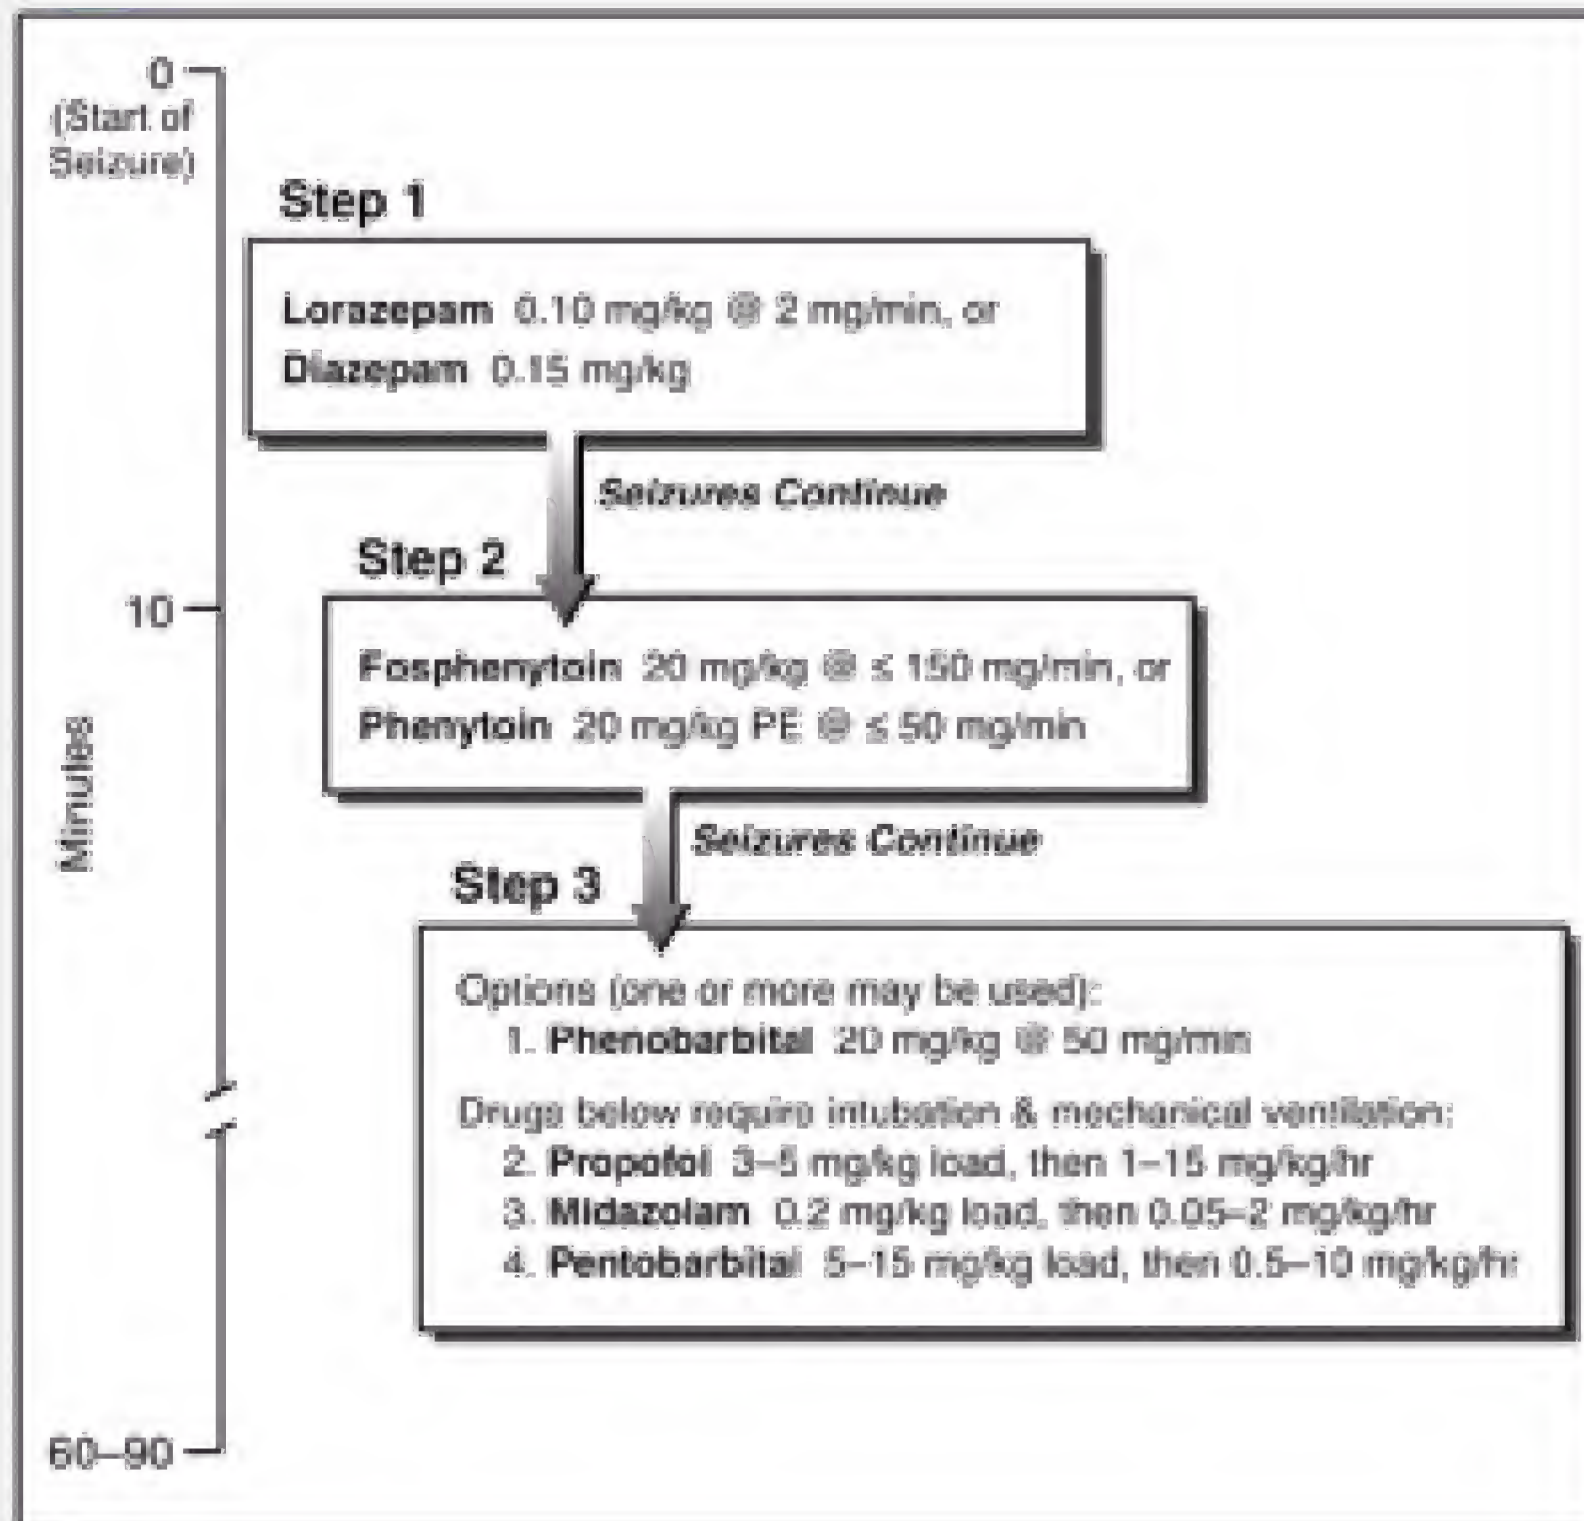 0
(Start of
Seizure)
Step 1
Lorazepam 0.10 mg/kg @ 2 mg/min, or
Diazepam 0.15 mg/kg
Seizures Continue
Step 2
10
Fosphenytoin 20 mg/kg @ ≤ 150 mg/min, or
Phenytoin 20 mg/kg PE @ ≤ 50 mg/min
Minutes
Seizures Continue
Step 3
Options (one or more may be used):
1. Phenobarbital 20 mg/kg @ 50 mg/min
Drugs below require intubation & mechanical ventilation:
2. Propofol 3–5 mg/kg load, then 1–15 mg/kg/hr
3. Midazolam 0.2 mg/kg load, then 0.05–2 mg/kg/hr
4. Pentobarbital 5–15 mg/kg load, then 0.5–10 mg/kg/hr
60–90